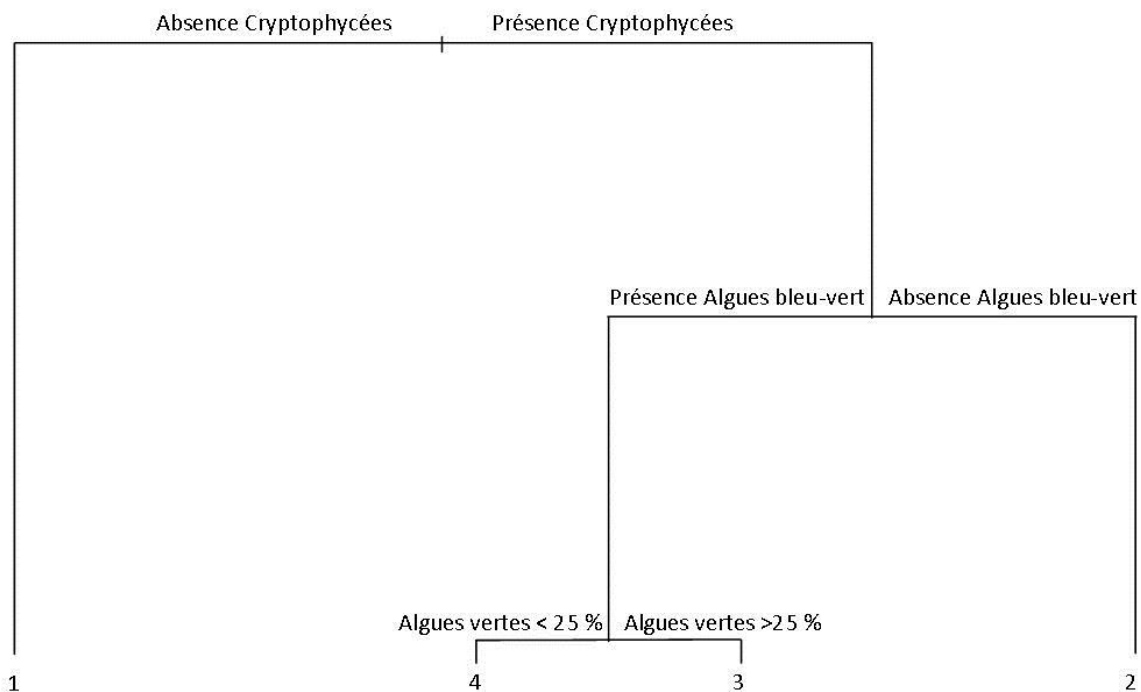 Absence Cryptophycées
Présence Cryptophycées
Présence Algues bleu-vert
Absence Algues bleu-vert
Algues vertes < 25 %
Algues vertes >25 %
1
4
3
2